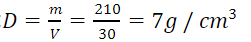 D = m/V = 210/30 = 7g / cm³